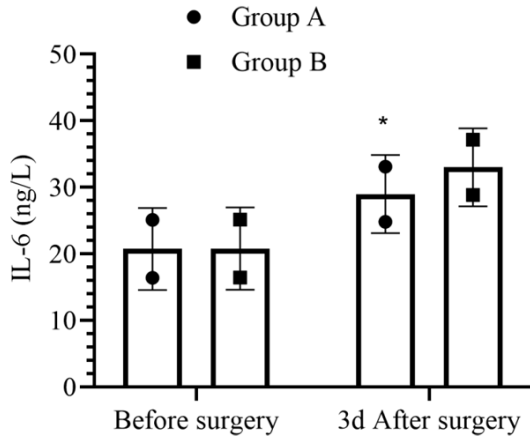 Group A
Group B
50
40
30
20
10
0
IL-6 (ng/L)
*
Before surgery
3d After surgery